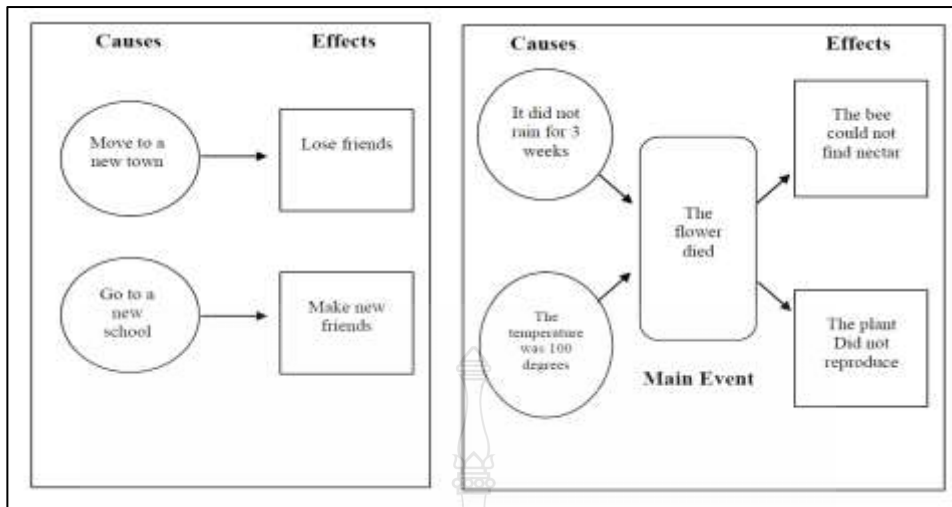 Causes
Effects
Move to a
new town
Lose friends
Go to a
new
school
Make new
friends
Causes
Effects
It did not
rain for 3
weeks
The
temperature
was 100
degrees
The
flower
died
Main Event
The bee
could not
find nectar
The plant
Did not
reproduce